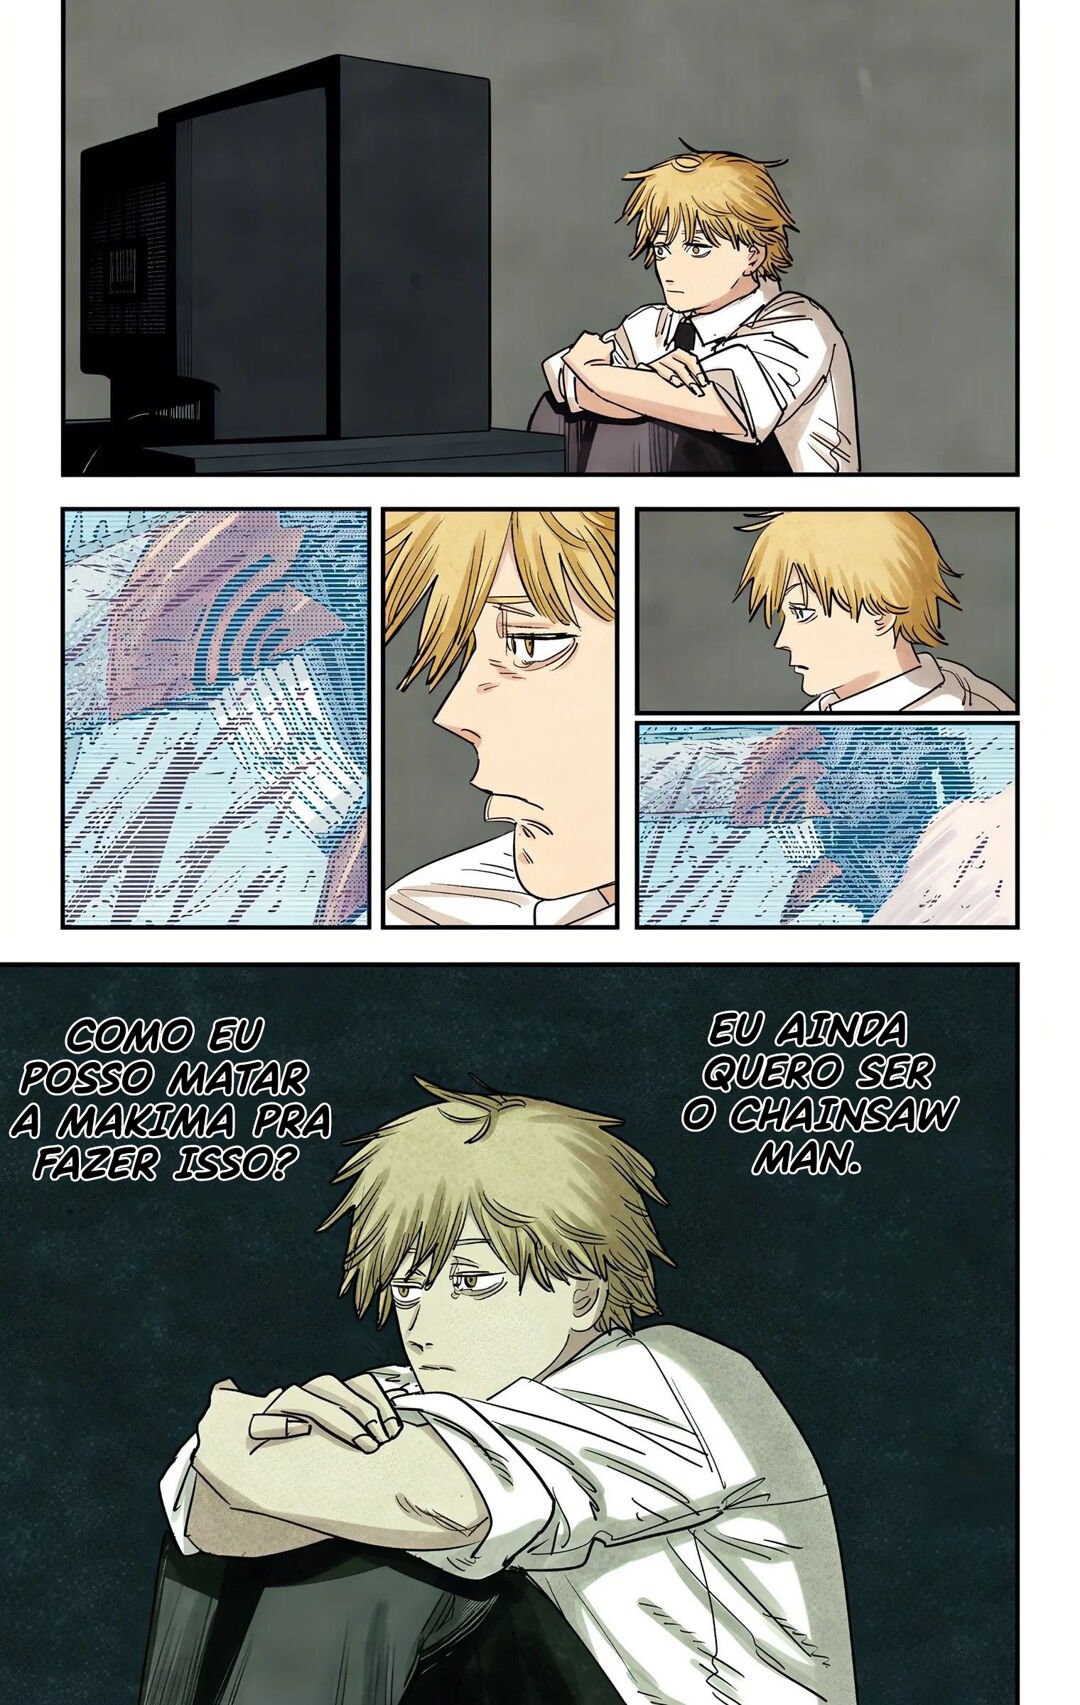 EU AINDA
QUERO SER
O CHAINSAW
MAN.
COMO EU
POSSO MATAR
A MAKIMA PRA
FAZER ISSO?